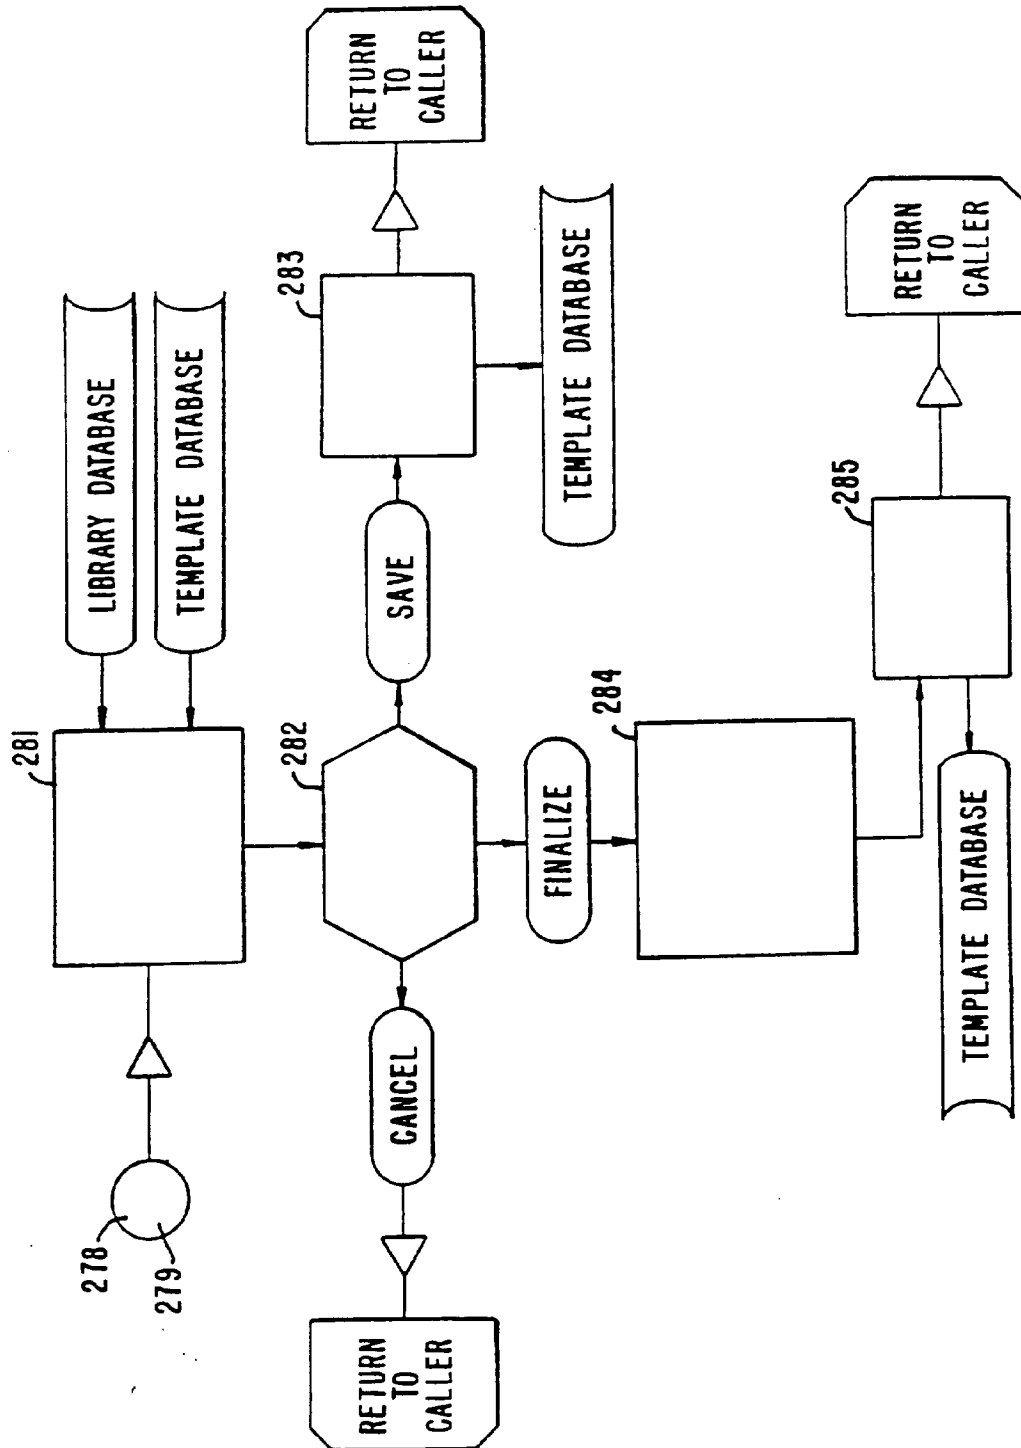 278
279
281
LIBRARY DATABASE
TEMPLATE DATABASE
RETURN
TO
CALLER
CANCEL
282
SAVE
283
RETURN
TO
CALLER
TEMPLATE DATABASE
FINALIZE
284
285
RETURN
TO
CALLER
TEMPLATE DATABASE